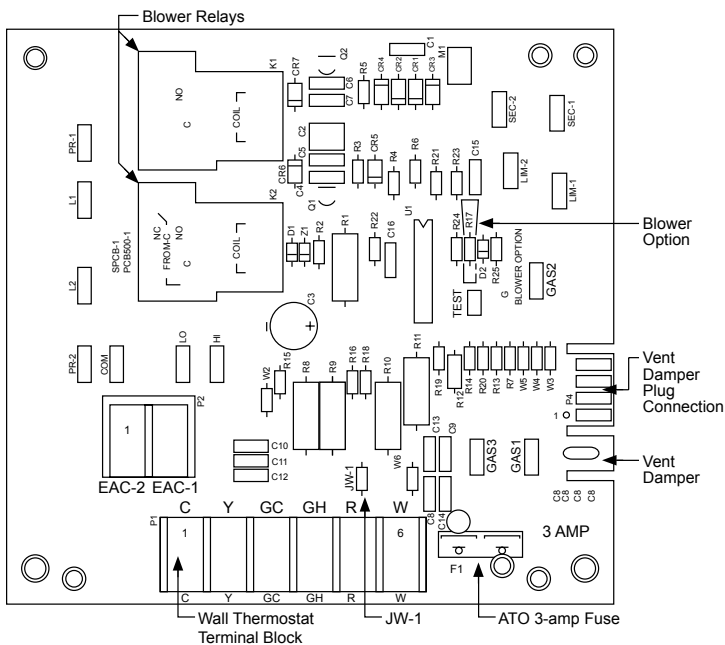 Blower Relays
K1
NO
C
COIL
CR7
Q2
C6
C7
R5
CR4
CR2
CR1
CR3
C1
M1
SEC-2
SEC-1
PR-1
L1
C2
C5
CR6
C4
Q1
R3
CR5
R4
R6
R21
R23
C15
LIM-2
LIM-1
K2
SPCB-1
PCB500-1
NC
FROM-C
NO
C
COIL
D1
Z1
R2
R1
R22
C16
U1
R24
R17
D2
R25
BLOWER OPTION
G
TEST
GAS2
Blower
Option
L2
C3
PR-2
COM
LO
HI
P2
W2
R15
R8
R9
R16
R18
R10
R11
R19
R12
R14
R20
R13
R7
W5
W4
W3
P4
1
Vent
Damper
Plug
Connection
1
EAC-2 EAC-1
C10
C11
C12
JW-1
W6
C13
C9
C8
C14
GAS3
GAS1
Vent
Damper
C8
C8
C8
C8
P1
C Y GC GH R W
1
6
3 AMP
F1
C Y GC GH R W
Wall Thermostat
Terminal Block
JW-1
ATO 3-amp Fuse